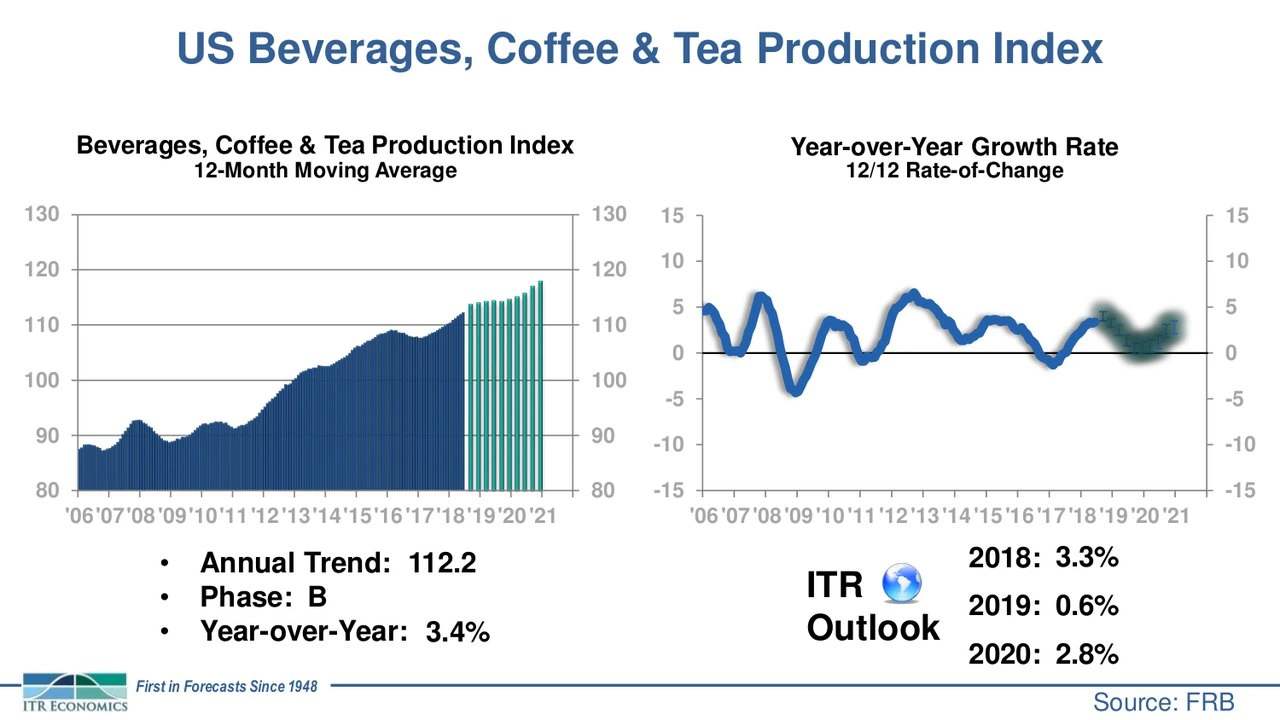 US Beverages, Coffee & Tea Production Index
Beverages, Coffee & Tea Production Index
12-Month Moving Average
130
120
110
100
90
80
130
120
110
100
90
80
'06 '07 '08 '09 '10 '11 '12 '13 '14 '15 '16 '17 '18 '19 '20 '21
Year-over-Year Growth Rate
12/12 Rate-of-Change
15
10
5
0
-5
-10
-15
15
10
5
0
-5
-10
-15
'06 '07 '08 '09 '10 '11 '12 '13 '14 '15 '16 '17 '18 '19 '20 '21
• Annual Trend: 112.2
• Phase: B
• Year-over-Year: 3.4%
ITR
Outlook
2018: 3.3%
2019: 0.6%
2020: 2.8%
ITR ECONOMICS
First in Forecasts Since 1948
Source: FRB